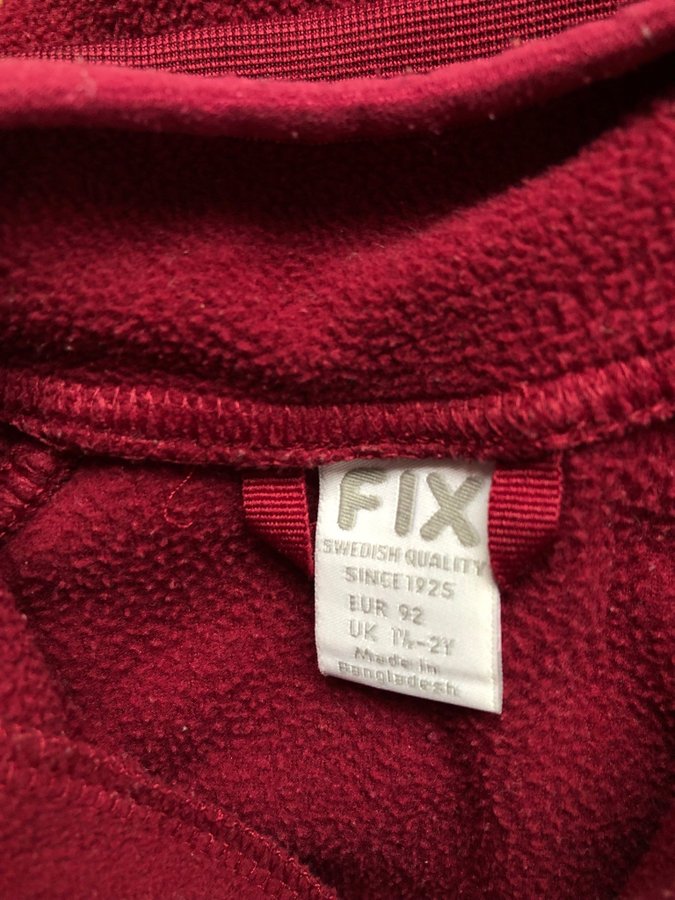 FIX
SWEDISH QUALITY
SINCE 1925
EUR 92
UK 1½-2Y
Made in
Bangladesh